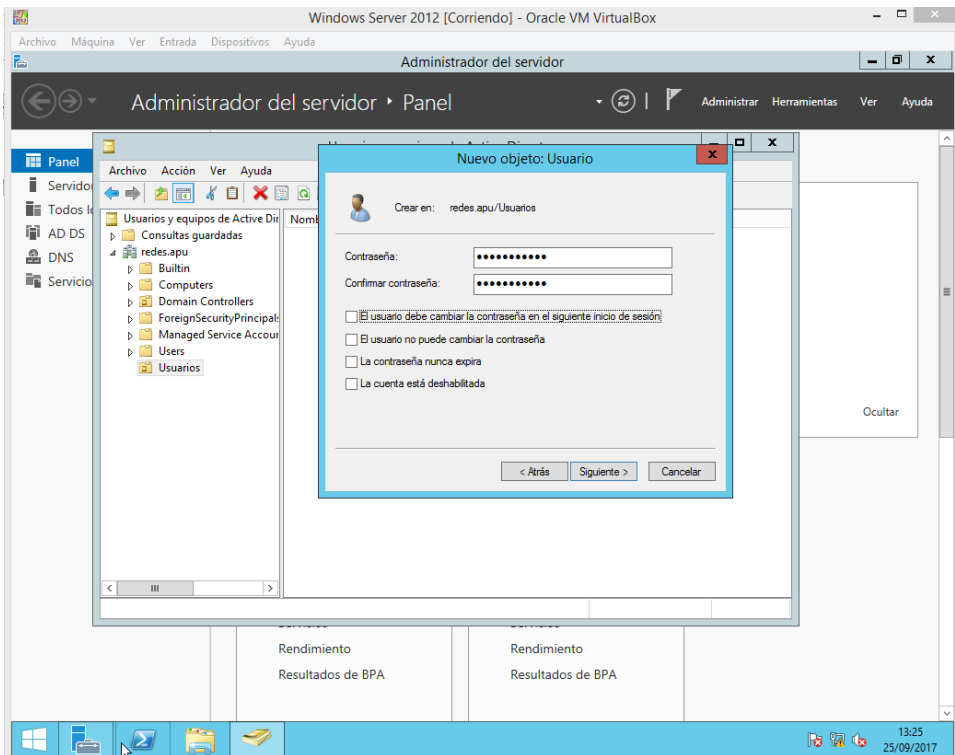 Windows Server 2012 [Corriendo] - Oracle VM VirtualBox
Archivo Máquina Ver Entrada Dispositivos Ayuda
Administrador del servidor
Administrador del servidor Panel
Administrar Herramientas Ver Ayuda
Panel
Servidor
Todos lo
AD DS
DNS
Servicio
Archivo Acción Ver Ayuda
Usuarios y equipos de Active Dir
Nomb
Consultas guardadas
redes.apu
Builtin
Computers
Domain Controllers
ForeignSecurityPrincipals
Managed Service Accoun
Users
Usuarios
Nuevo objeto: Usuario
Crear en: redes.apu/Usuarios
Contraseña: •••••••••••
Confirmar contraseña: •••••••••••
El usuario debe cambiar la contraseña en el siguiente inicio de sesión
El usuario no puede cambiar la contraseña
La contraseña nunca expira
La cuenta está deshabilitada
< Atrás Siguiente > Cancelar
Ocultar
Rendimiento Rendimiento
Resultados de BPA Resultados de BPA
13:25
25/09/2017